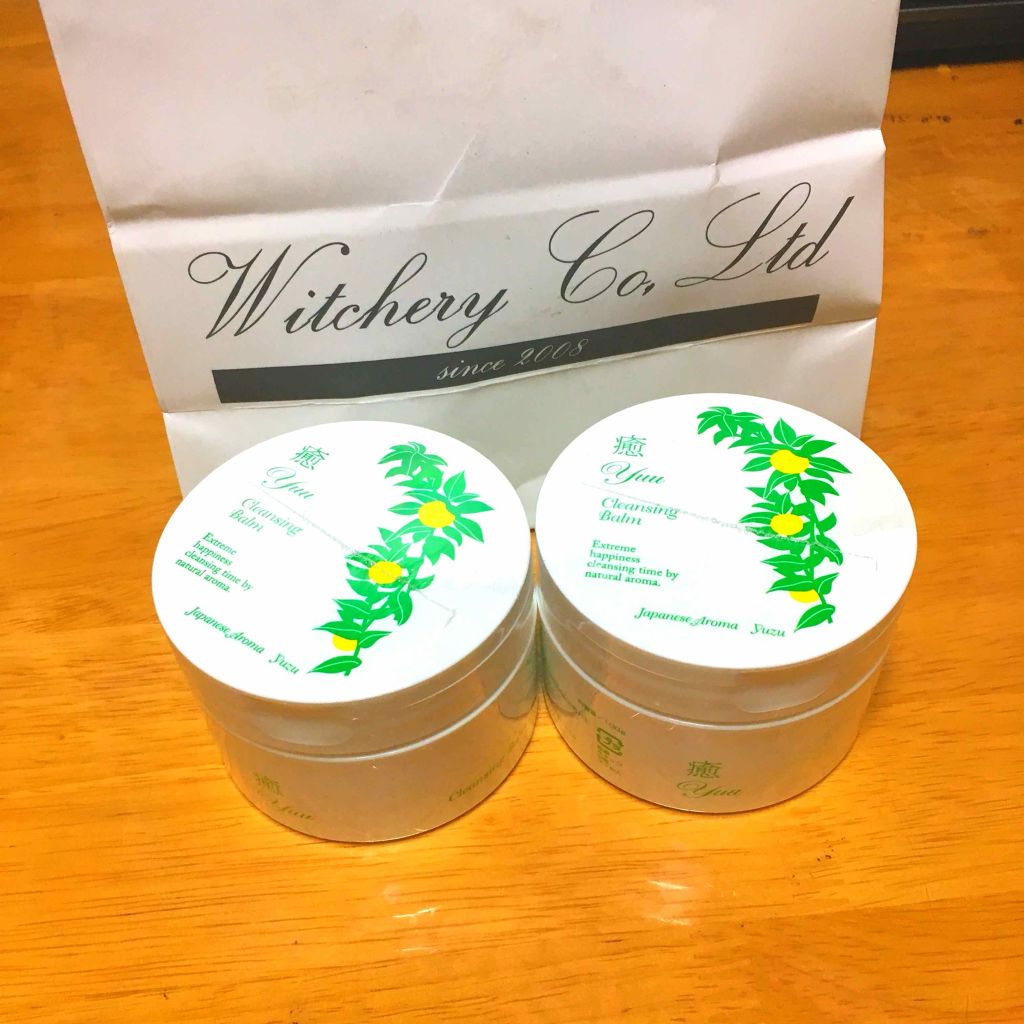 Witchery Co, Ltd
since 2008
癒
Yuu
Cleansing
Balm
Extreme
happiness
cleansing time by
natural aroma.
Japanese Aroma Yuzu
癒
Yuu
Cleansing
Balm
Extreme
happiness
cleansing time by
natural aroma.
Japanese Aroma Yuzu
癒
Yuu
Cleansing
癒
Yuu